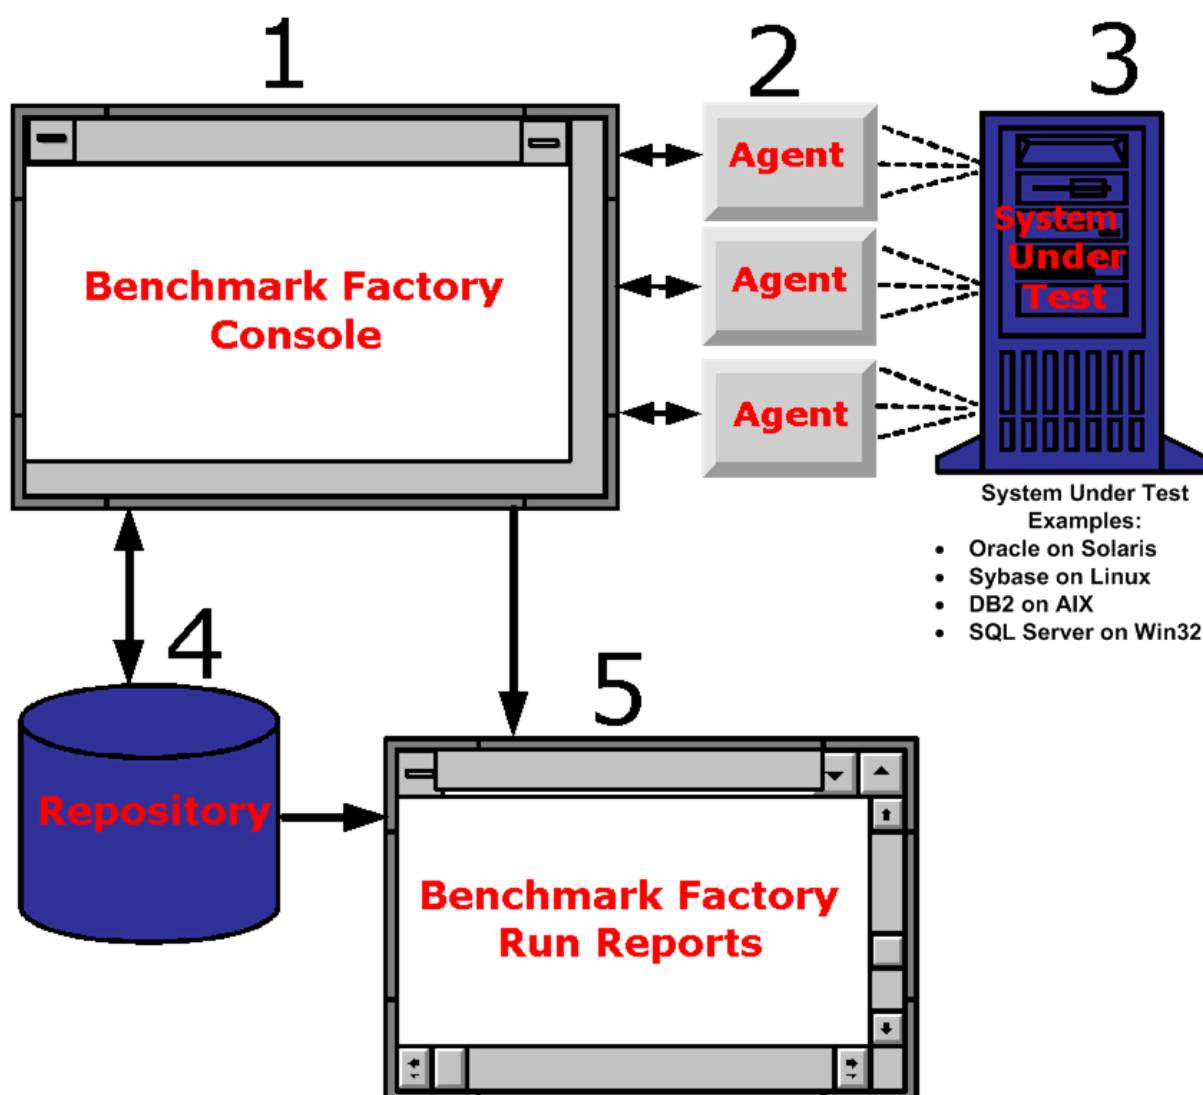 1
2
3
Benchmark Factory
Console
Agent
Agent
Agent
System
Under
Test
System Under Test
Examples:
• Oracle on Solaris
• Sybase on Linux
• DB2 on AIX
• SQL Server on Win32
4
Repository
5
Benchmark Factory
Run Reports